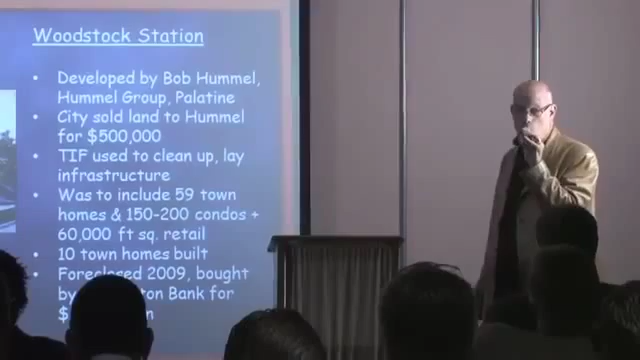 Woodstock Station
• Developed by Bob Hummel,
Hummel Group, Palatine
• City sold land to Hummel
for $500,000
• TIF used to clean up, lay
infrastructure
• Was to include 59 town
homes & 150-200 condos +
60,000 ft sq. retail
• 10 town homes built
• Foreclosed 2009, bought
Bank for